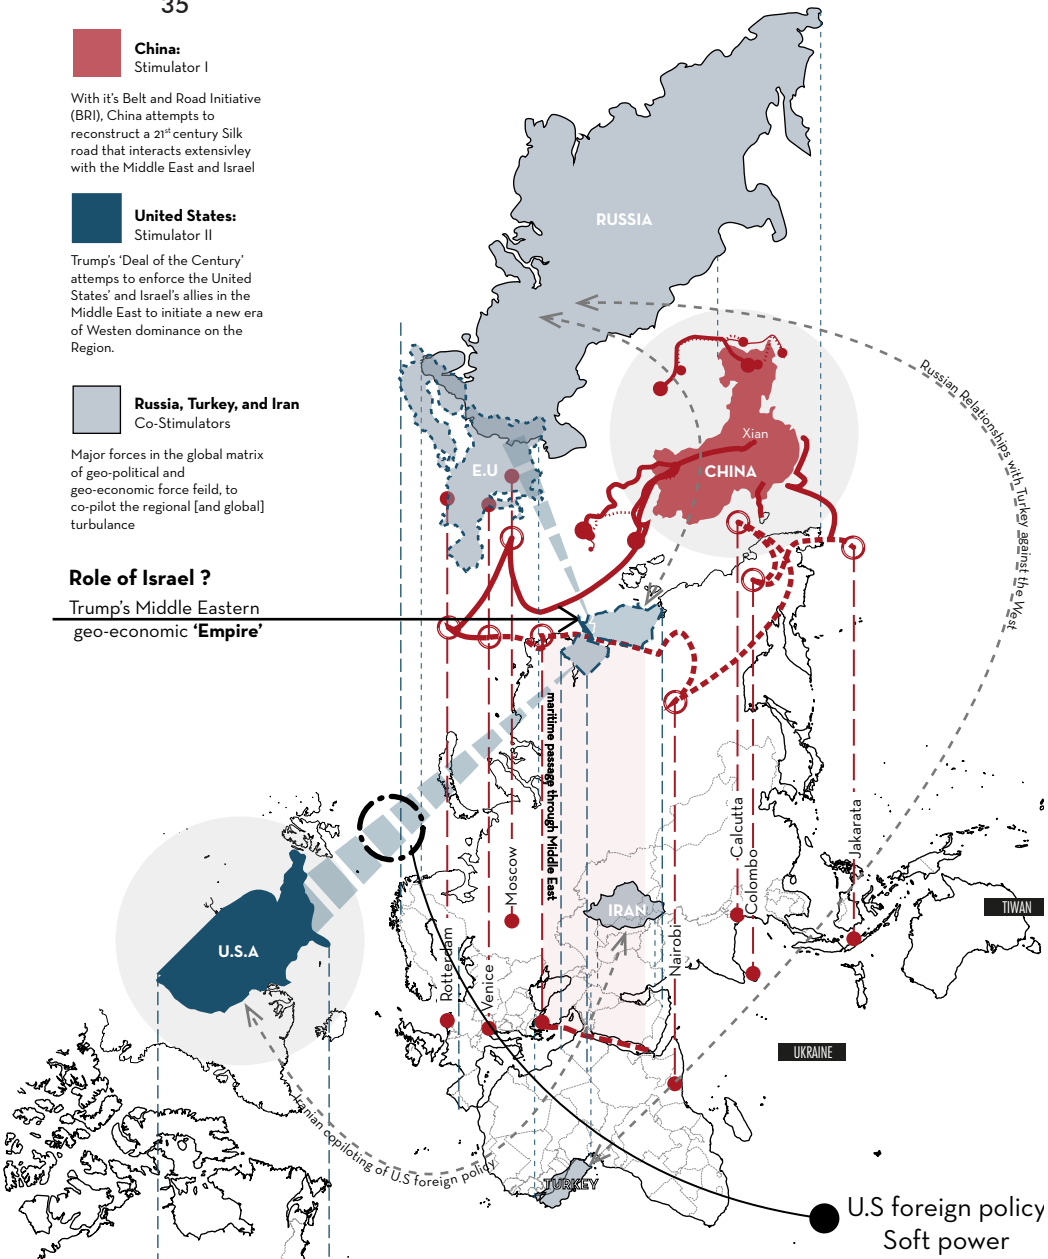 35
China:
Stimulator I
With it's Belt and Road Initiative
(BRI), China attempts to
reconstruct a 21st century Silk
road that interacts extensivley
with the Middle East and Israel
United States:
Stimulator II
Trump's 'Deal of the Century'
attemps to enforce the United
States' and Israel's allies in the
Middle East to initiate a new era
of Westen dominance on the
Region.
Russia, Turkey, and Iran
Co-Stimulators
Major forces in the global matrix
of geo-political and
geo-economic force feild, to
co-pilot the regional [and global]
turbulance
Role of Israel ?
Trump's Middle Eastern
geo-economic 'Empire'
RUSSIA
Russian Relationships with Turkey against the West
Xian
CHINA
E.U
maritime passage through Middle East
Moscow
Rotterdam
Venice
Nairobi
Calcutta
Colombo
Jakarata
IRAN
U.S.A
TIWAN
UKRAINE
Iranian copiloting of U.S foreign policy
TURKEY
U.S foreign policy
Soft power